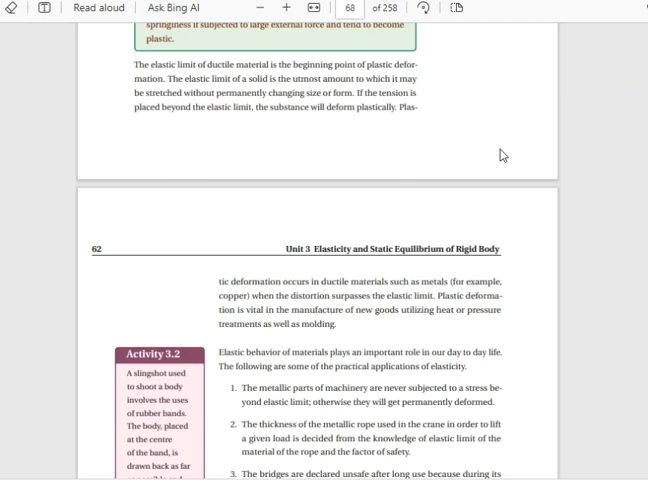 Read aloud
Ask Bing AI
68
of 258
springiness if subjected to large external force and tend to become
plastic.
The elastic limit of ductile material is the beginning point of plastic defor-
mation. The elastic limit of a solid is the utmost amount to which it may
be stretched without permanently changing size or form. If the tension is
placed beyond the elastic limit, the substance will deform plastically. Plas-
62
Unit 3 Elasticity and Static Equilibrium of Rigid Body
tic deformation occurs in ductile materials such as metals (for example,
copper) when the distortion surpasses the elastic limit. Plastic deforma-
tion is vital in the manufacture of new goods utilizing heat or pressure
treatments as well as molding.
Activity 3.2
A slingshot used
to shoot a body
involves the uses
of rubber bands.
The body, placed
at the centre
of the band, is
drawn back as far
Elastic behavior of materials plays an important role in our day to day life.
The following are some of the practical applications of elasticity.
1. The metallic parts of machinery are never subjected to a stress be-
yond elastic limit; otherwise they will get permanently deformed.
2. The thickness of the metallic rope used in the crane in order to lift
a given load is decided from the knowledge of elastic limit of the
material of the rope and the factor of safety.
3. The bridges are declared unsafe after long use because during its